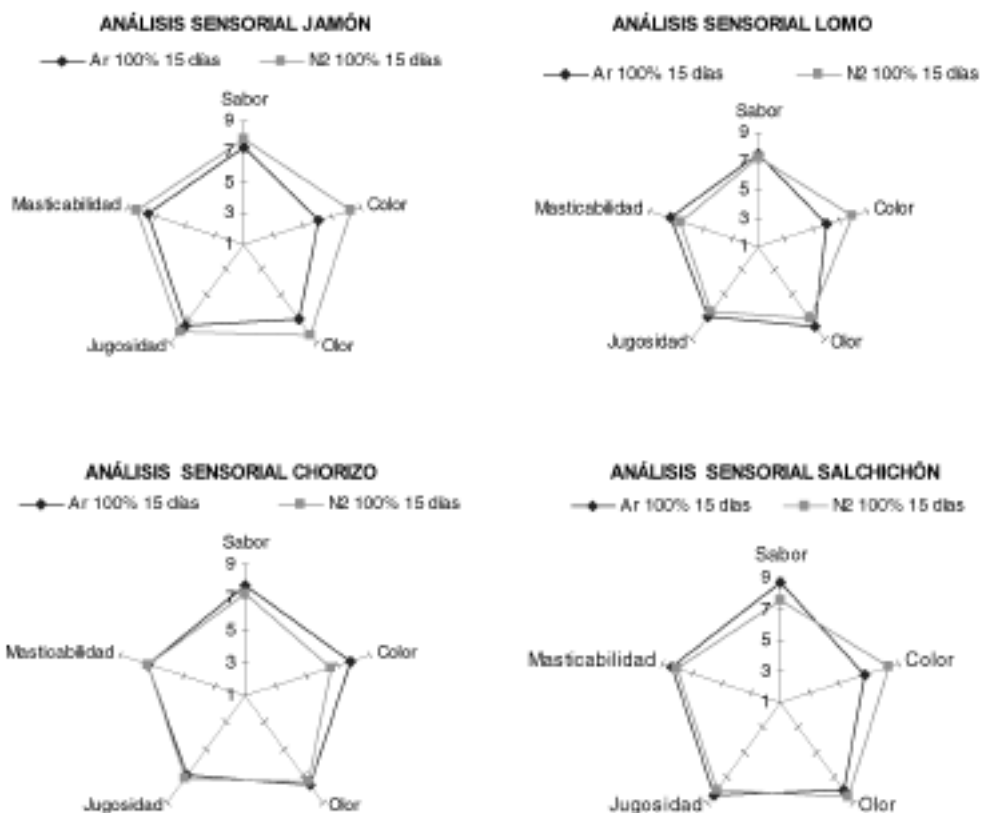 ANÁLISIS SENSORIAL JAMÓN
Ar 100% 15 días N2 100% 15 días
Sabor
9
7
5
3
1
Masticabilidad
Color
Jugosidad
Olor
ANÁLISIS SENSORIAL LOMO
Ar 100% 15 días N2 100% 15 días
Sabor
9
7
5
3
1
Masticabilidad
Color
Jugosidad
Olor
ANÁLISIS SENSORIAL CHORIZO
Ar 100% 15 días N2 100% 15 días
Sabor
9
7
5
3
1
Masticabilidad
Color
Jugosidad
Olor
ANÁLISIS SENSORIAL SALCHICHÓN
Ar 100% 15 días N2 100% 15 días
Sabor
9
7
5
3
1
Masticabilidad
Color
Jugosidad
Olor